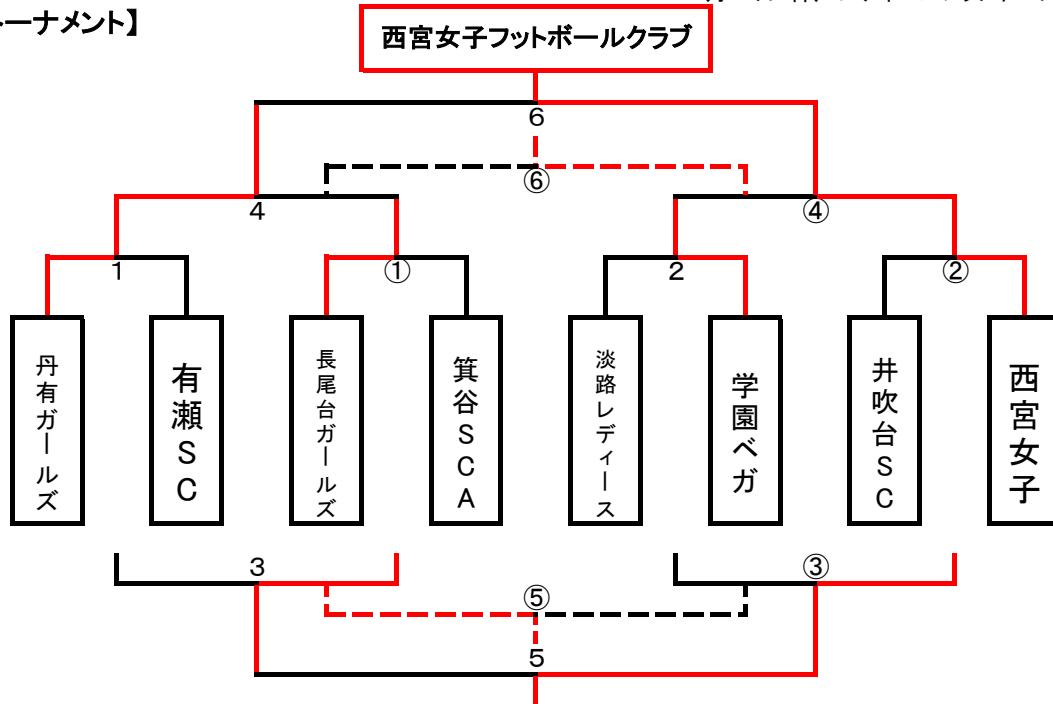 ーナメント】
西宮女子フットボールクラブ
6
⑥
4
④
1
①
2
②
丹有ガールズ
有瀬SC
長尾台ガールズ
箕谷SCA
淡路レディース
学園ベガ
井吹台SC
西宮女子
3
③
⑤
5